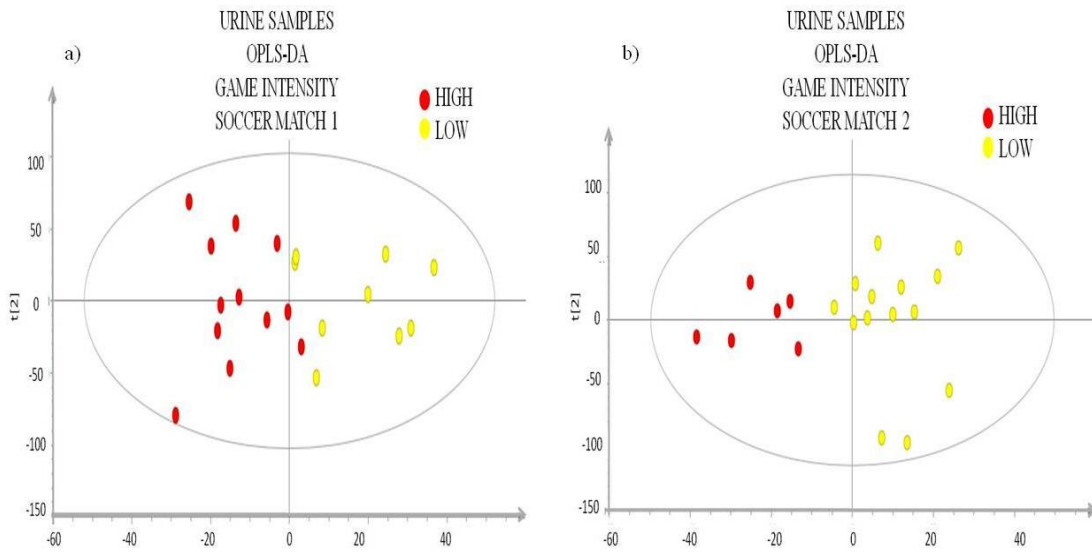 a)
URINE SAMPLES
OPLS-DA
GAME INTENSITY
SOCCER MATCH 1
HIGH
LOW
100
50
0
-50
-100
-150
t[2]
-60
-40
-20
0
20
40
b)
URINE SAMPLES
OPLS-DA
GAME INTENSITY
SOCCER MATCH 2
HIGH
LOW
100
50
0
-50
-100
-150
t[2]
-60
-40
-20
0
20
40